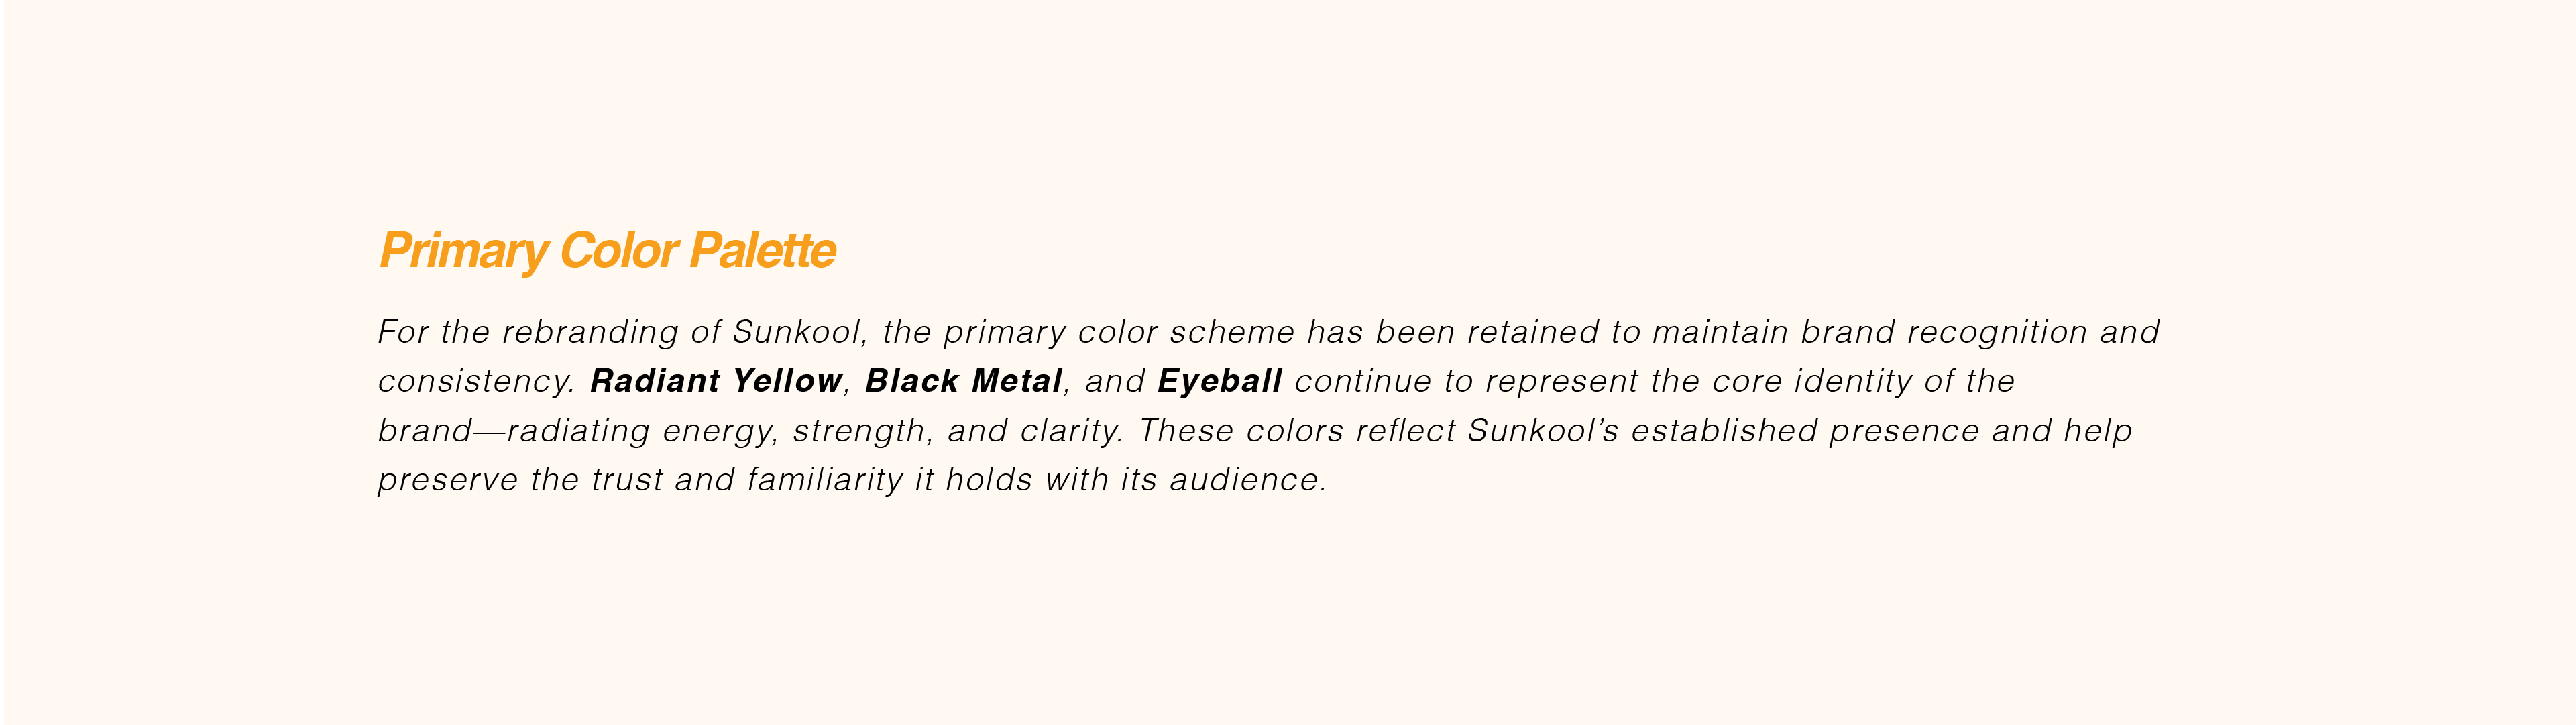 Primary Color Palette
For the rebranding of Sunkool, the primary color scheme has been retained to maintain brand recognition and
consistency. Radiant Yellow, Black Metal, and Eyeball continue to represent the core identity of the
brand—radiating energy, strength, and clarity. These colors reflect Sunkool’s established presence and help
preserve the trust and familiarity it holds with its audience.